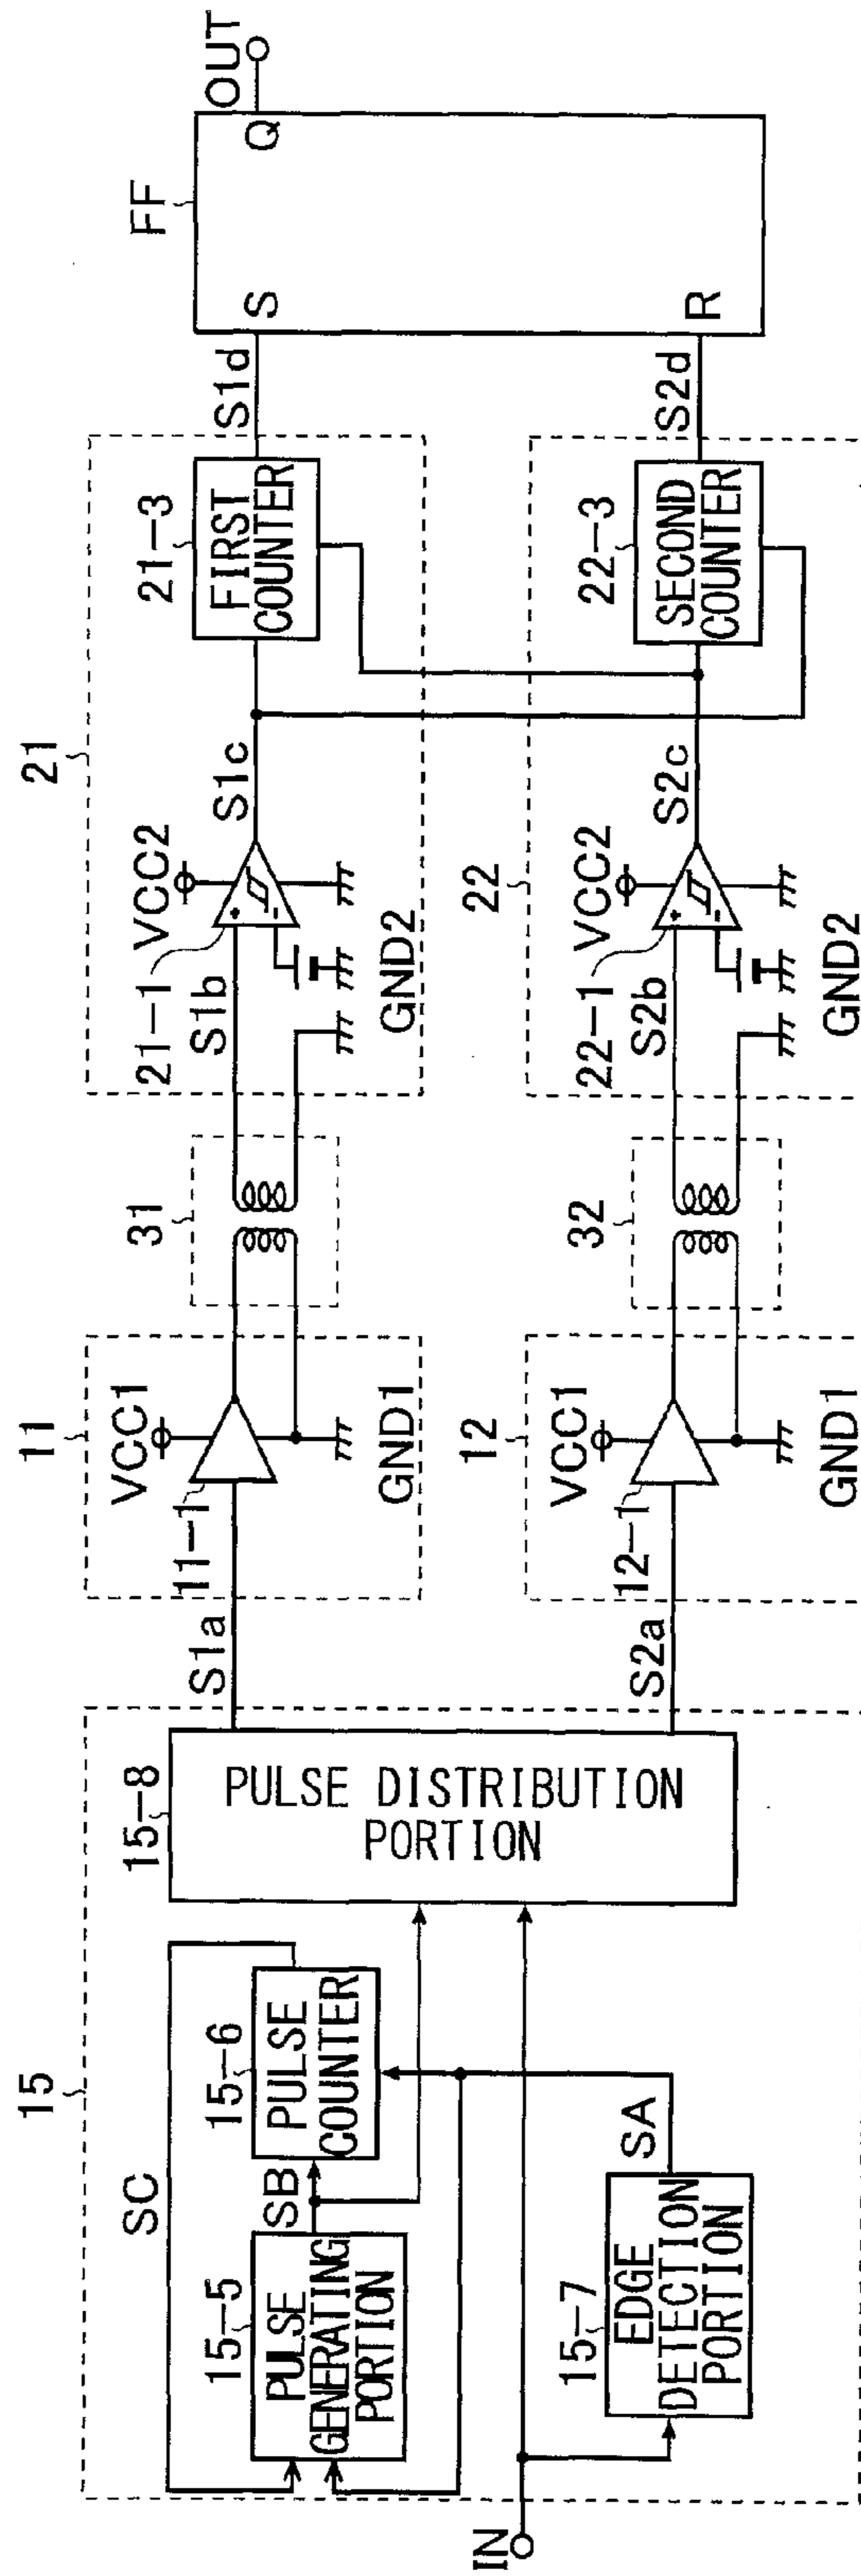 15
SC
15-5
PULSE
GENERATING
PORTION
SB
15-6
PULSE
COUNTER
15-8
PULSE DISTRIBUTION
PORTION
IN
15-7
EDGE
DETECTION
PORTION
SA
S1a
S2a
11
VCC1
11-1
GND1
12
VCC1
12-1
GND1
31
32
21
VCC2
21-1
S1b
+
-
GND2
S1c
21-3
FIRST
COUNTER
S1d
22
VCC2
22-1
S2b
+
-
GND2
S2c
22-3
SECOND
COUNTER
S2d
FF
S
R
Q
OUT